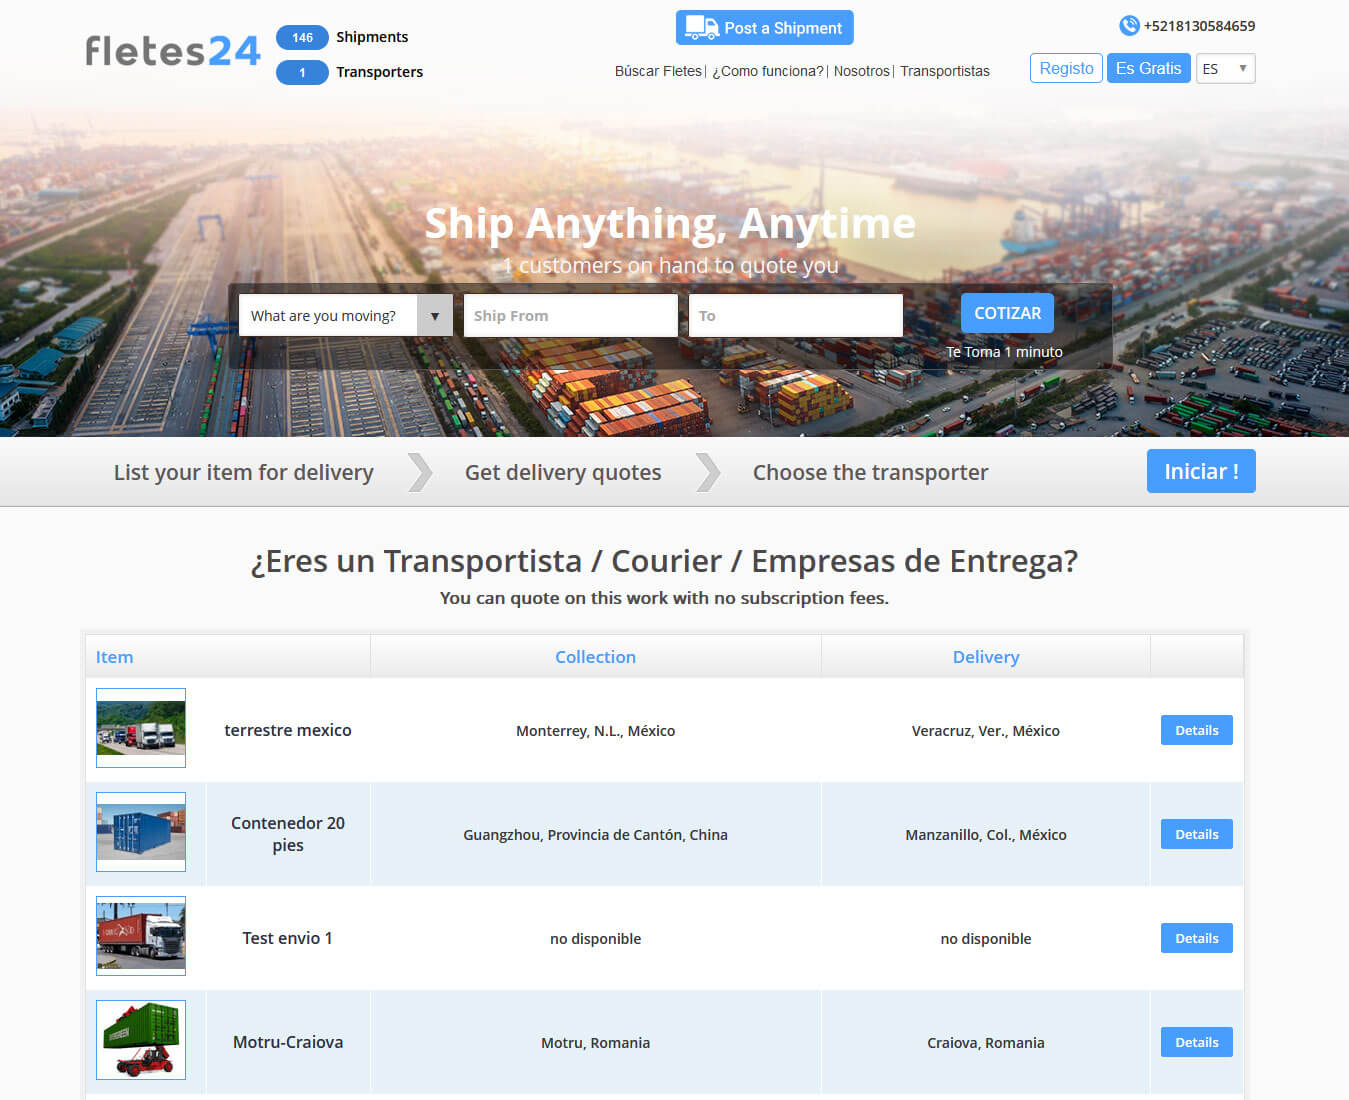 fletes24
146 Shipments
1 Transporters
Post a Shipment
+5218130584659
Búscar Fletes| ¿Como funciona?| Nosotros| Transportistas
Registo
Es Gratis
ES
Ship Anything, Anytime
1 customers on hand to quote you
What are you moving?
Ship From
To
COTIZAR
Te Toma 1 minuto
List your item for delivery
Get delivery quotes
Choose the transporter
Iniciar !
¿Eres un Transportista / Courier / Empresas de Entrega?
You can quote on this work with no subscription fees.
Item Collection Delivery
terrestre mexico Monterrey, N.L., México Veracruz, Ver., México Details
Contenedor 20
pies
Guangzhou, Provincia de Cantón, China Manzanillo, Col., México Details
Test envio 1 no disponible no disponible Details
Motru-Craiova Motru, Romania Craiova, Romania Details